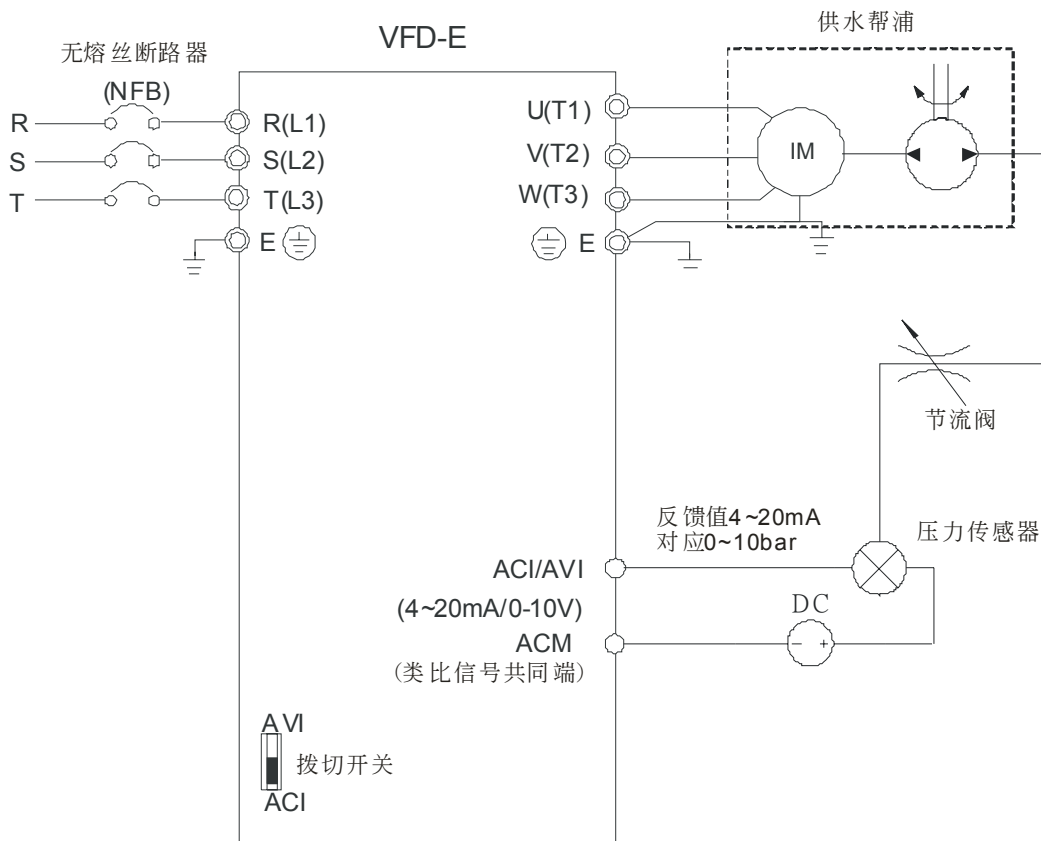 供水帮浦
VFD-E
无熔丝断路器
(NFB)
R
R(L1)
S
S(L2)
T
T(L3)
E
U(T1)
V(T2)
W(T3)
E
IM
节流阀
反馈值4~20mA
对应0~10bar
压力传感器
ACI/AVI
(4~20mA/0-10V)
DC
- +
ACM
(类比信号共同端)
AVI
拨切开关
ACI